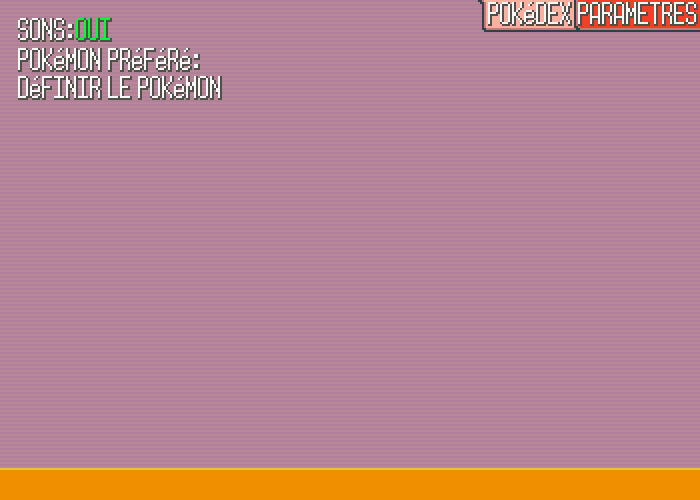 POKéDEX PARAMETRES
SONS:OUI
POKéMON PRéFéRé:
DéFINIR LE POKéMON